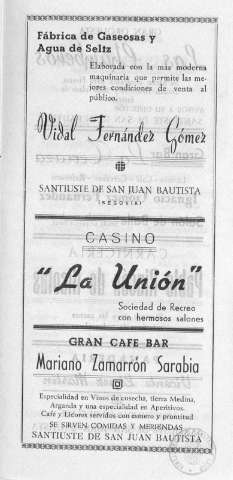 Fábrica de Gaseosas y
Agua de Seltz
Elaborada con la más moderna
maquinaria que permite las me-
jores condiciones de venta al
público.
Vidal Fernández Gómez
SANTIUSTE DE SAN JUAN BAUTISTA
(SEGOVIA)
CASINO
"La Unión"
Sociedad de Recreo
con hermosos salones
GRAN CAFE BAR
Mariano Zamarrón Sarabia
Especialidad en Vinos de cosecha, tierra Medina,
Arganda y una especialidad en Aperitivos.
Café y Licores servidos con esmero y prontitud
SE SIRVEN COMIDAS Y MERIENDAS
SANTIUSTE DE SAN JUAN BAUTISTA